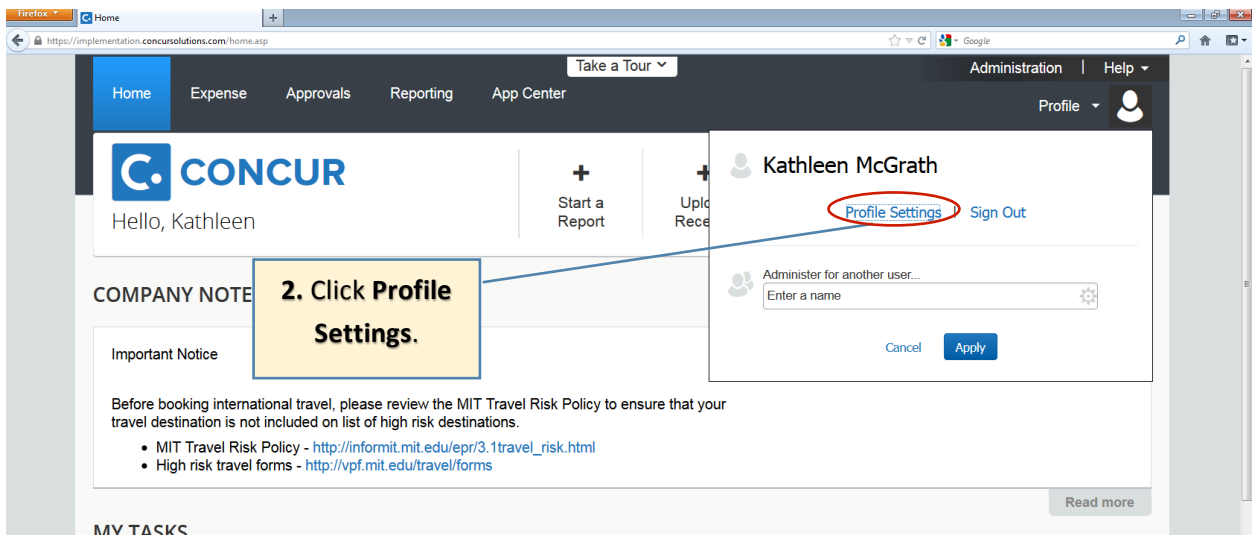 Firefox
Home
+
https://implementation.concursolutions.com/home.asp
Google
Take a Tour
Administration | Help
Home Expense Approvals Reporting App Center
Profile
C. CONCUR
Hello, Kathleen
+
Start a
Report
+
Kathleen McGrath
Profile Settings | Sign Out
Administer for another user...
Enter a name
Cancel Apply
COMPANY NOTE
2. Click Profile
Settings.
Important Notice
Before booking international travel, please review the MIT Travel Risk Policy to ensure that your
travel destination is not included on list of high risk destinations.
• MIT Travel Risk Policy - http://informit.mit.edu/epr/3.1travel_risk.html
• High risk travel forms - http://vpf.mit.edu/travel/forms
Read more
MY TASKS